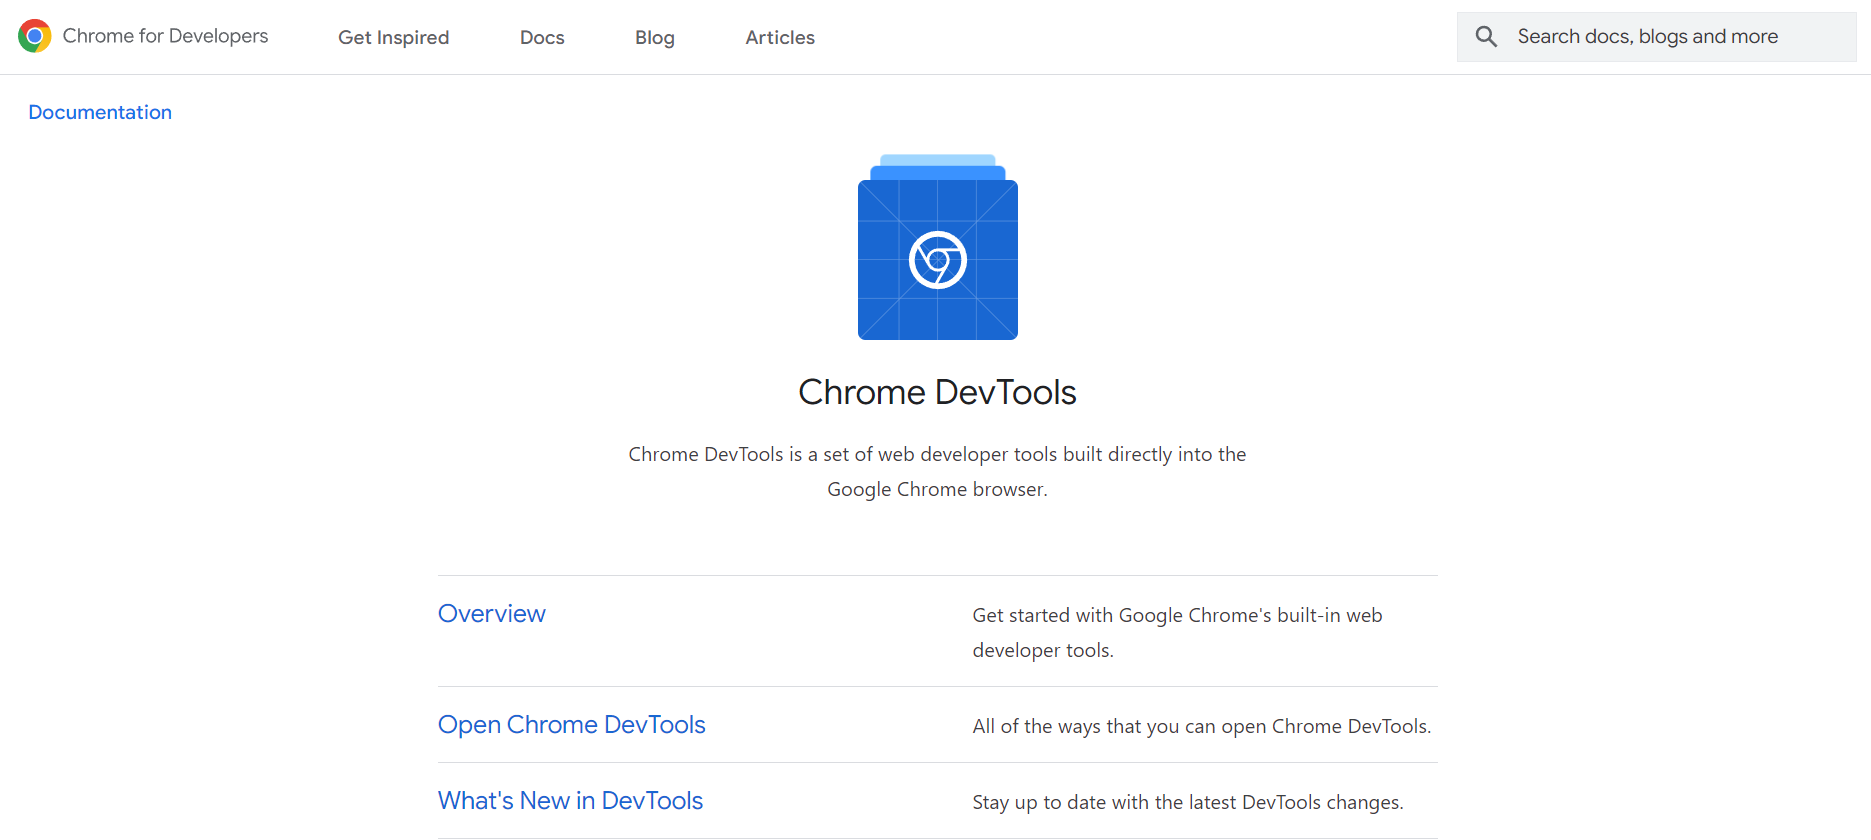 Chrome for Developers
Get Inspired
Docs
Blog
Articles
Search docs, blogs and more
Documentation
Chrome DevTools
Chrome DevTools is a set of web developer tools built directly into the
Google Chrome browser.
Overview
Get started with Google Chrome's built-in web
developer tools.
Open Chrome DevTools
All of the ways that you can open Chrome DevTools.
What's New in DevTools
Stay up to date with the latest DevTools changes.